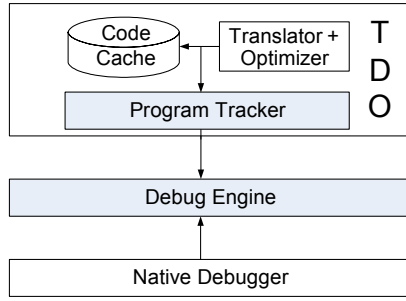 Code
Cache
Translator +
Optimizer
T
D
O
Program Tracker
Debug Engine
Native Debugger